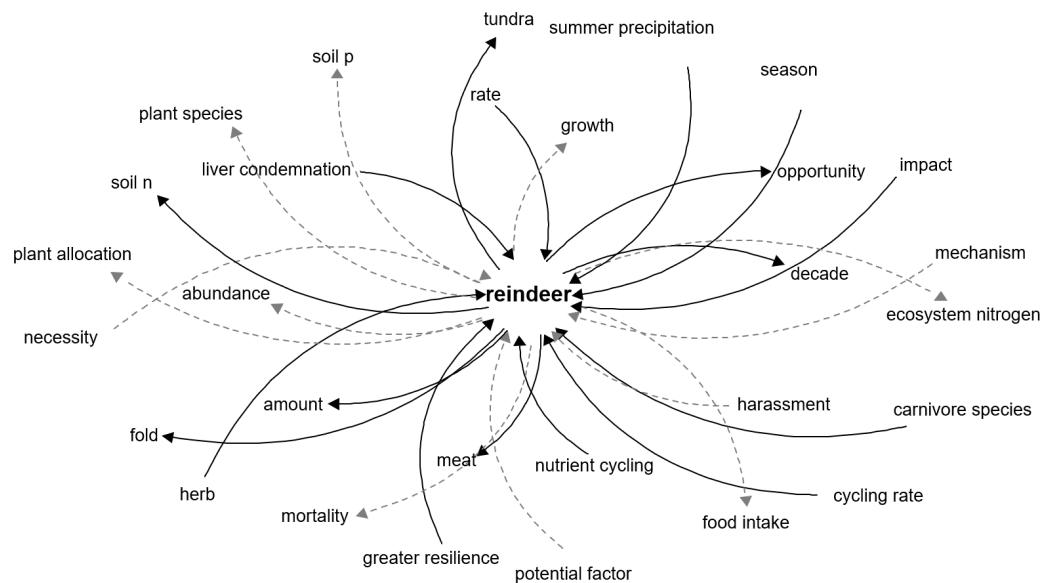 tundra
summer precipitation
soil p
season
rate
plant species
growth
liver condemnation
opportunity
impact
soil n
plant allocation
mechanism
decade
abundance
reindeer
ecosystem nitrogen
necessity
amount
harassment
carnivore species
fold
meat
nutrient cycling
herb
cycling rate
mortality
food intake
greater resilience
potential factor